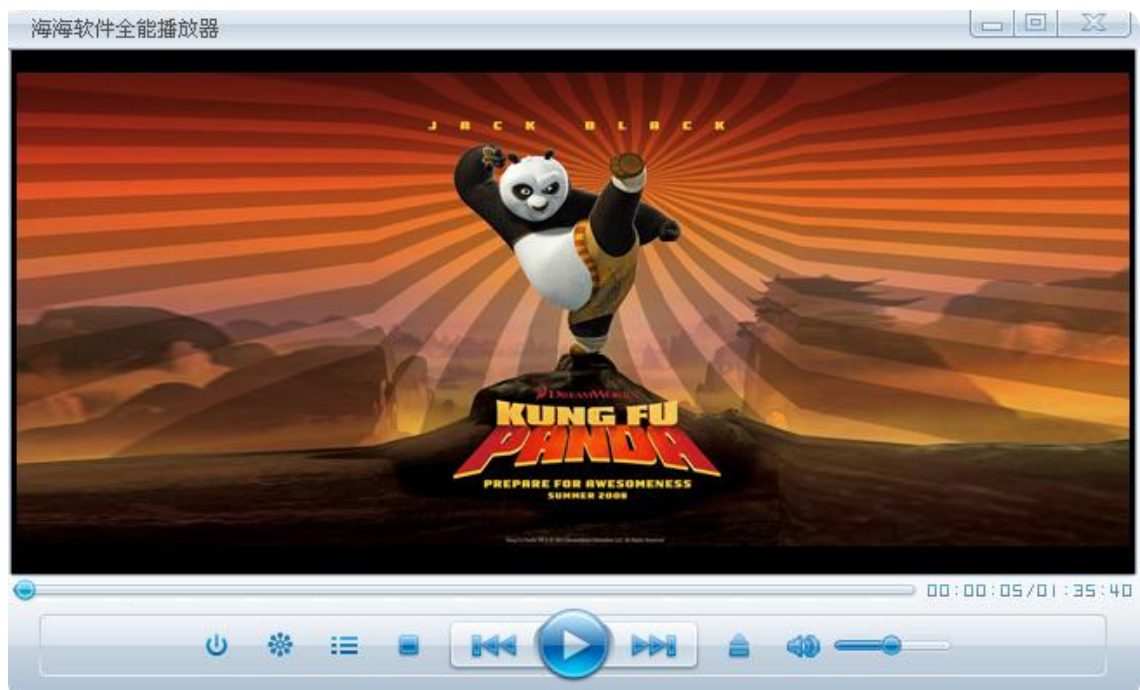 海海软件全能播放器
JACK BLACK
DREAMWORKS
KUNG FU
PANDA
PREPARE FOR AWESOMENESS
SUMMER 2008
00:00:05/01:35:40